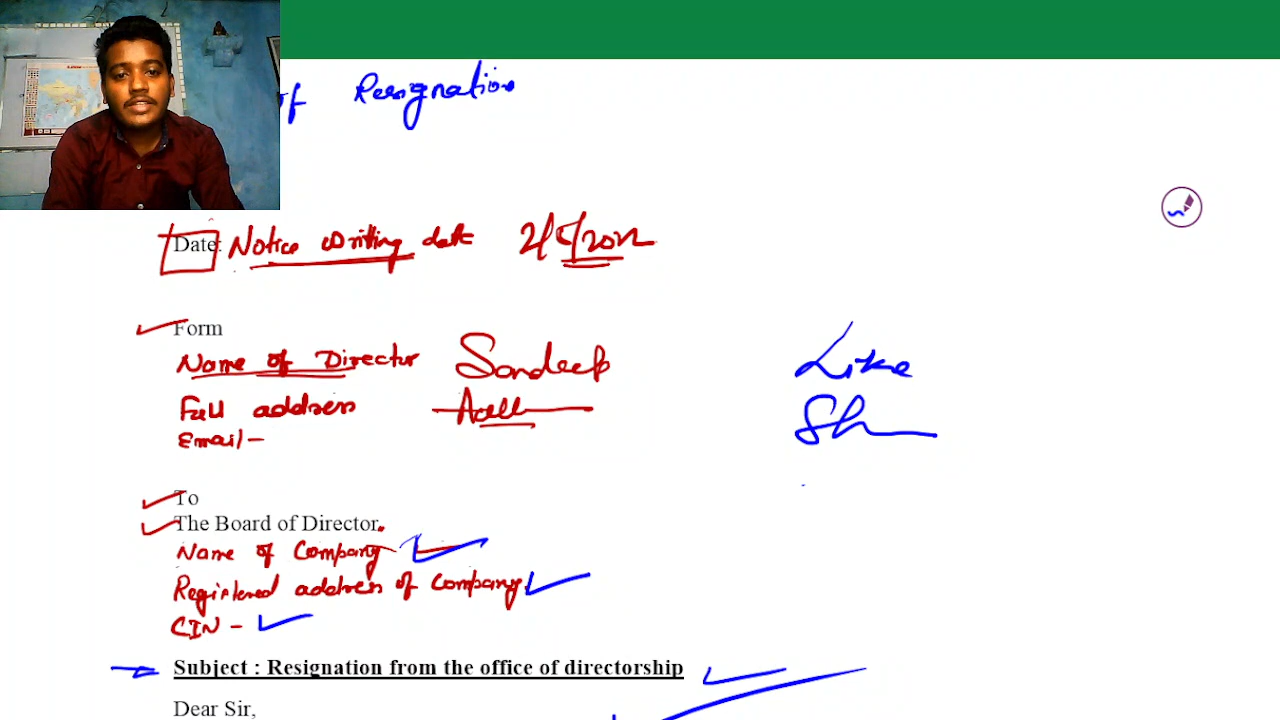 of Resignation
Date: Notice writing date 2/5/2022
Form
Name of Director Sandeep
Full address Add
Email -
Like
Sh
To
The Board of Director.
Name of Company
Registered address of Company.
CIN -
Subject : Resignation from the office of directorship
Dear Sir,